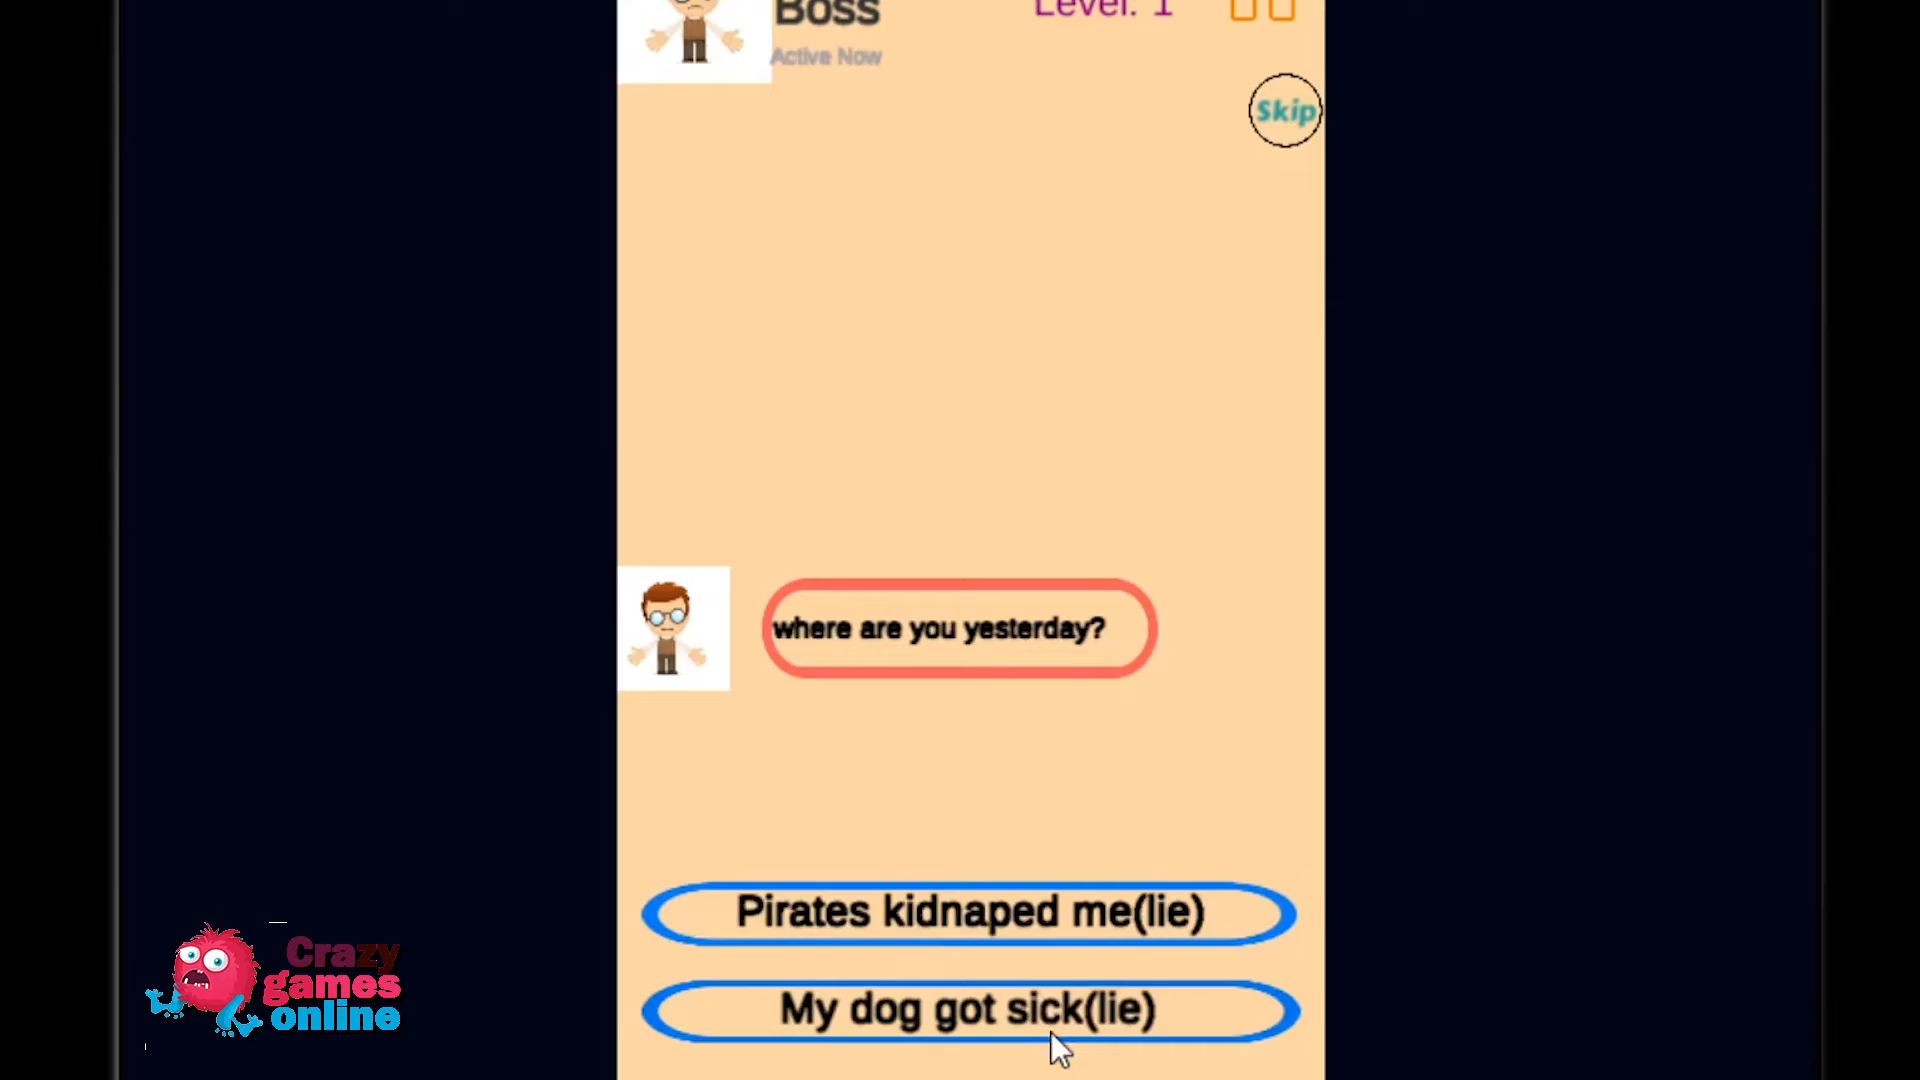 Boss
Level: 1
Active Now
Skip
where are you yesterday?
Pirates kidnaped me(lie)
My dog got sick(lie)
Crazy
games
online